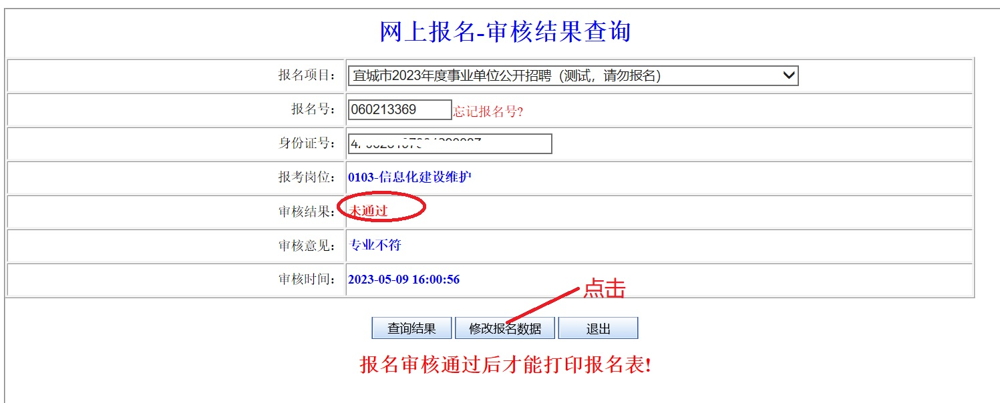 网上报名-审核结果查询
报名项目： 宜城市2023年度事业单位公开招聘（测试，请勿报名）
报名号： 060213369 忘记报名号?
身份证号：
报考岗位： 0103-信息化建设维护
审核结果： 未通过
审核意见： 专业不符
审核时间： 2023-05-09 16:00:56
点击
查询结果 修改报名数据 退出
报名审核通过后才能打印报名表!